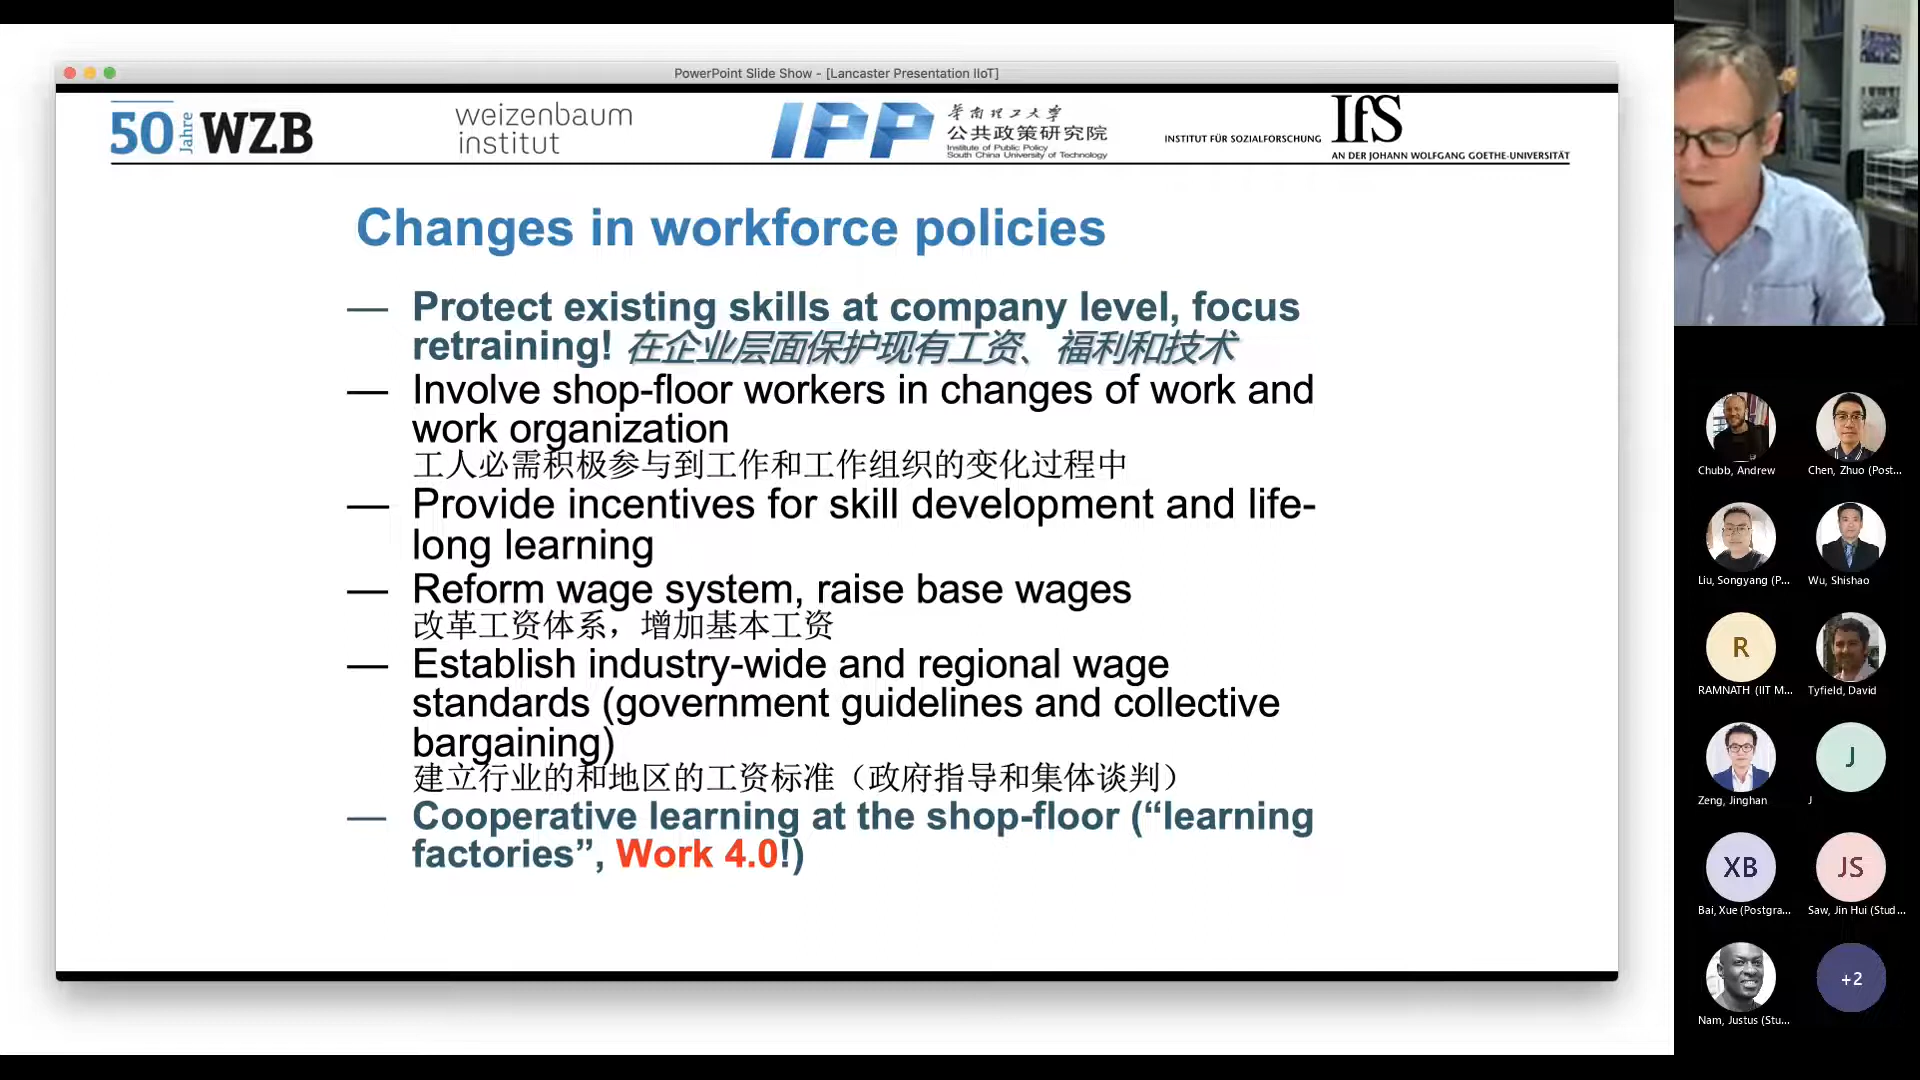 PowerPoint Slide Show - [Lancaster Presentation IIoT]
50 Jahre WZB
weizenbaum
institut
IPP
華南理工大学
公共政策研究院
Institute of Public Policy
South China University of Technology
INSTITUT FÜR SOZIALFORSCHUNG IfS
AN DER JOHANN WOLFGANG GOETHE-UNIVERSITÄT
Changes in workforce policies
— Protect existing skills at company level, focus
retraining! 在企业层面保护现有工资、福利和技术
— Involve shop-floor workers in changes of work and
work organization
工人必需积极参与到工作和工作组织的变化过程中
— Provide incentives for skill development and life-
long learning
— Reform wage system, raise base wages
改革工资体系，增加基本工资
— Establish industry-wide and regional wage
standards (government guidelines and collective
bargaining)
建立行业的和地区的工资标准（政府指导和集体谈判）
— Cooperative learning at the shop-floor (“learning
factories”, Work 4.0!)
Chubb, Andrew
Chen, Zhuo (Post...
Liu, Songyang (P...
Wu, Shishao
R
RAMNATH (IIT M...
Tyfield, David
Zeng, Jinghan
J
J
XB
Bai, Xue (Postgra...
JS
Saw, Jin Hui (Stud...
Nam, Justus (Stu...
+2